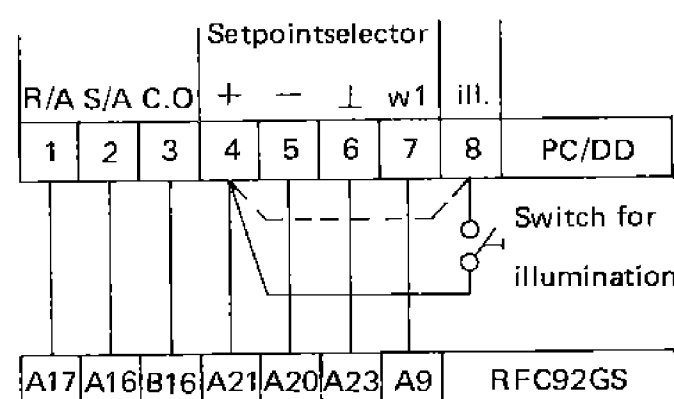 Setpointselector
R/A S/A C.O + − ⊥ w1 ill.
1 2 3 4 5 6 7 8 PC/DD
Switch for
illumination
A17 A16 B16 A21 A20 A23 A9 RFC92GS